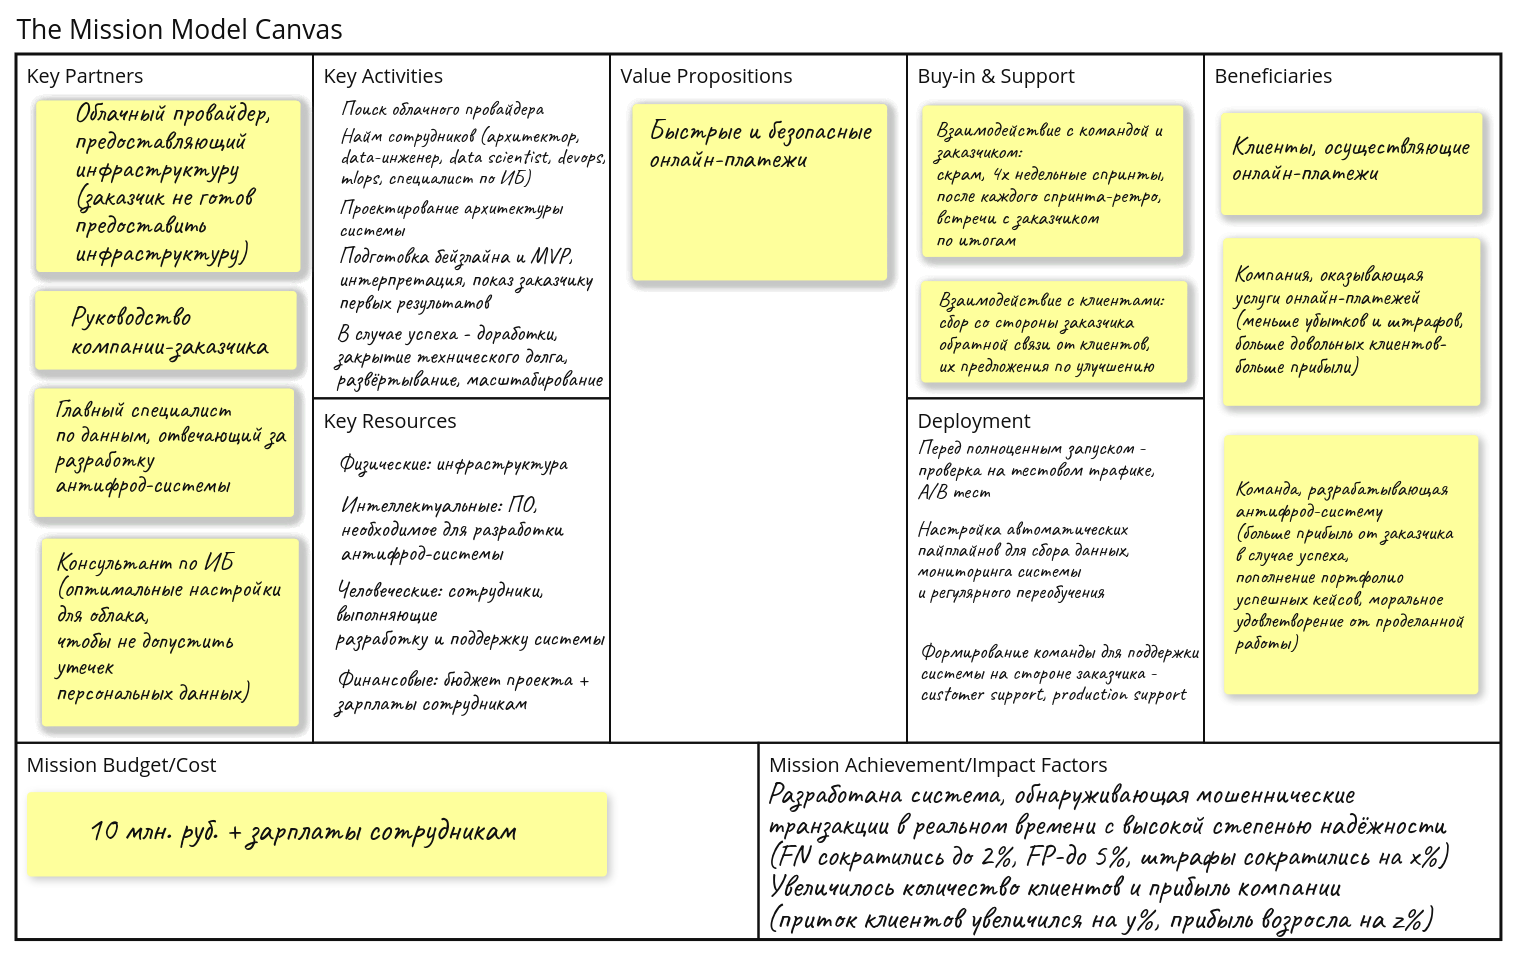 The Mission Model Canvas
Key Partners
Облачный провайдер,
предоставляющий
инфраструктуру
(заказчик не готов
предоставить
инфраструктуру)
Руководство
компании-заказчика
Главный специалист
по данным, отвечающий за
разработку
антифрод-системы
Консультант по ИБ
(оптимальные настройки
для облака,
чтобы не допустить
утечек
персональных данных)
Key Activities
Поиск облачного провайдера
Найм сотрудников (архитектор,
data-инженер, data scientist, devops,
mlops, специалист по ИБ)
Проектирование архитектуры
системы
Подготовка бейзлайна и MVP,
интерпретация, показ заказчику
первых результатов
В случае успеха - доработки,
закрытие технического долга,
развёртывание, масштабирование
Key Resources
Физические: инфраструктура
Интеллектуальные: ПО,
необходимое для разработки
антифрод-системы
Человеческие: сотрудники,
выполняющие
разработку и поддержку системы
Финансовые: бюджет проекта +
зарплаты сотрудникам
Value Propositions
Быстрые и безопасные
онлайн-платежи
Buy-in & Support
Взаимодействие с командой и
заказчиком:
скрам, 4х недельные спринты,
после каждого спринта-ретро,
встречи с заказчиком
по итогам
Взаимодействие с клиентами:
сбор со стороны заказчика
обратной связи от клиентов,
их предложения по улучшению
Deployment
Перед полноценным запуском -
проверка на тестовом трафике,
A/B тест
Настройка автоматических
пайплайнов для сбора данных,
мониторинга системы
и регулярного переобучения
Формирование команды для поддержки
системы на стороне заказчика -
customer support, production support
Beneficiaries
Клиенты, осуществляющие
онлайн-платежи
Компания, оказывающая
услуги онлайн-платежей
(меньше убытков и штрафов,
больше довольных клиентов-
больше прибыли)
Команда, разрабатывающая
антифрод-систему
(больше прибыль от заказчика
в случае успеха,
пополнение портфолио
успешных кейсов, моральное
удовлетворение от проделанной
работы)
Mission Budget/Cost
10 млн. руб. + зарплаты сотрудникам
Mission Achievement/Impact Factors
Разработана система, обнаруживающая мошеннические
транзакции в реальном времени с высокой степенью надёжности
(FN сократились до 2%, FP-до 5%, штрафы сократились на x%)
Увеличилось количество клиентов и прибыль компании
(приток клиентов увеличился на y%, прибыль возросла на z%)